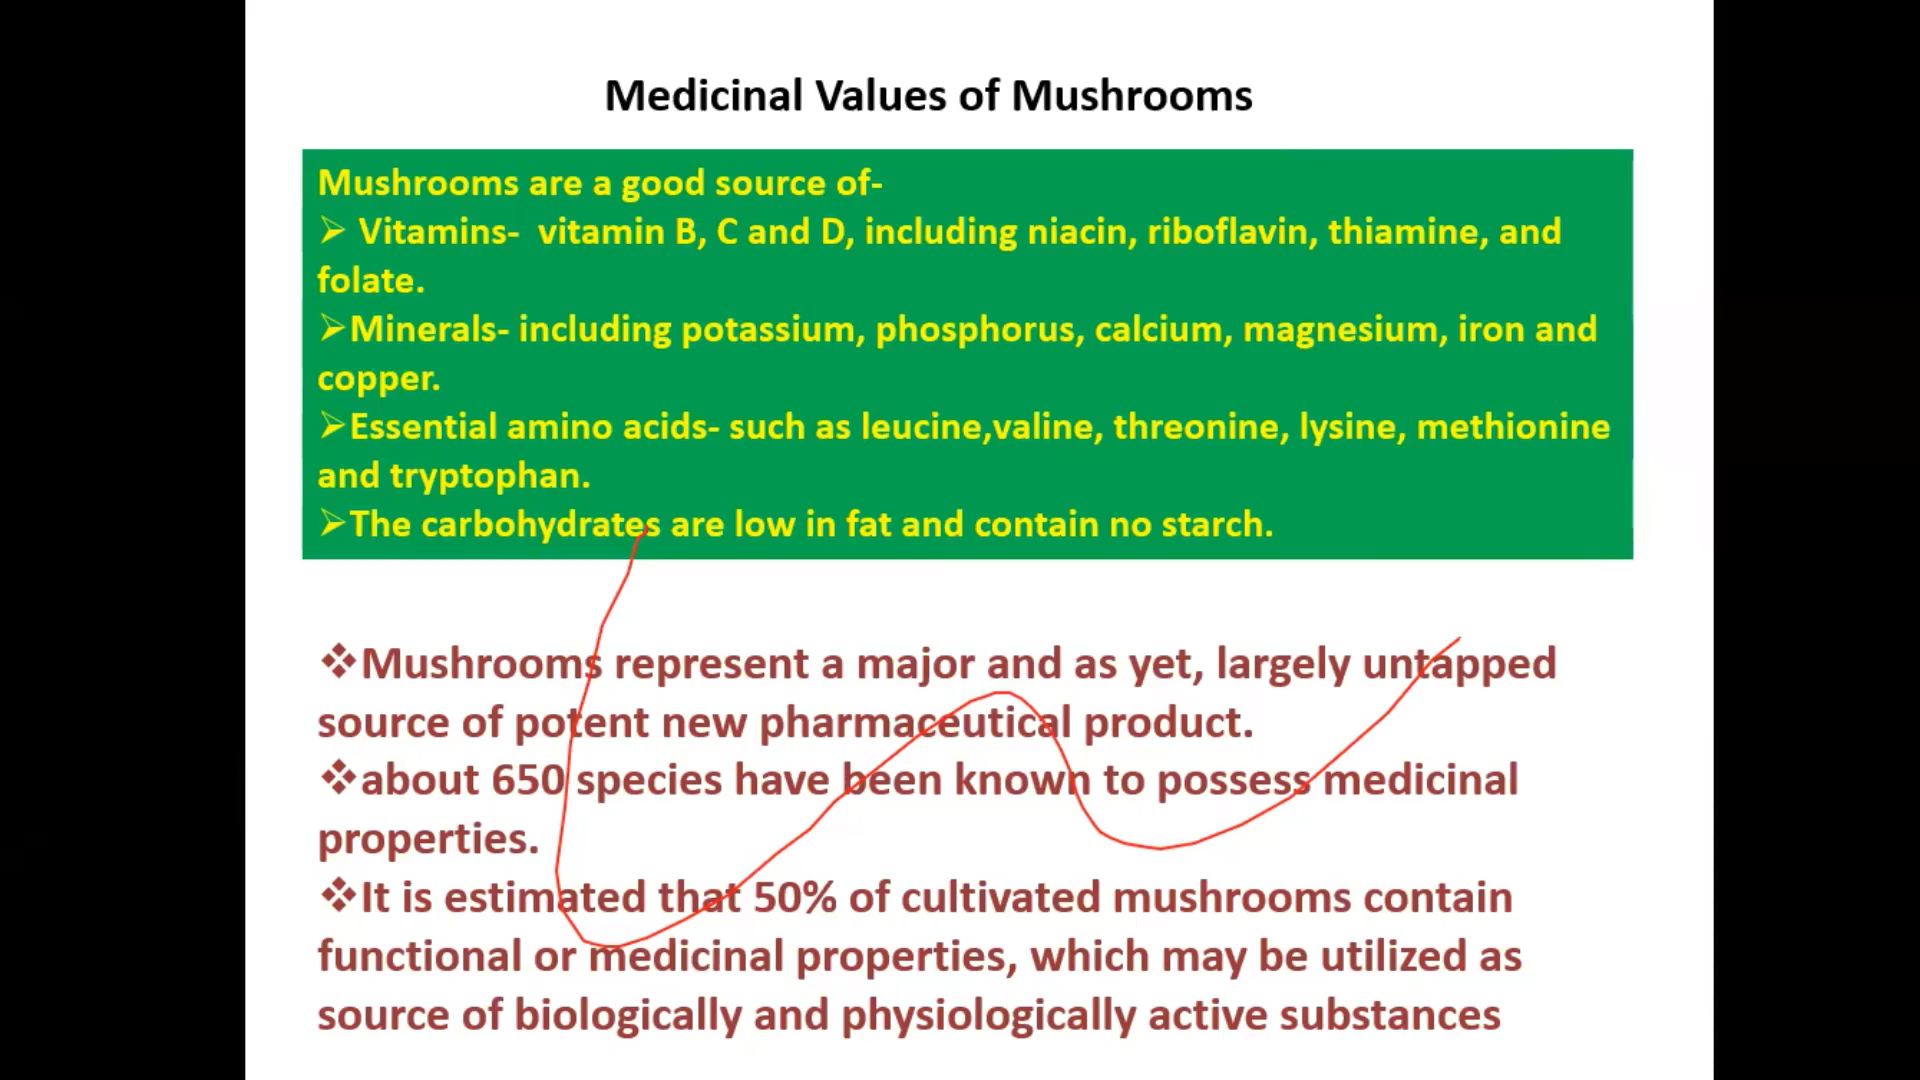 Medicinal Values of Mushrooms
Mushrooms are a good source of-
➢ Vitamins-  vitamin B, C and D, including niacin, riboflavin, thiamine, and
folate.
➢Minerals- including potassium, phosphorus, calcium, magnesium, iron and
copper.
➢Essential amino acids- such as leucine,valine, threonine, lysine, methionine
and tryptophan.
➢The carbohydrates are low in fat and contain no starch.
❖Mushrooms represent a major and as yet, largely untapped
source of potent new pharmaceutical product.
❖about 650 species have been known to possess medicinal
properties.
❖It is estimated that 50% of cultivated mushrooms contain
functional or medicinal properties, which may be utilized as
source of biologically and physiologically active substances